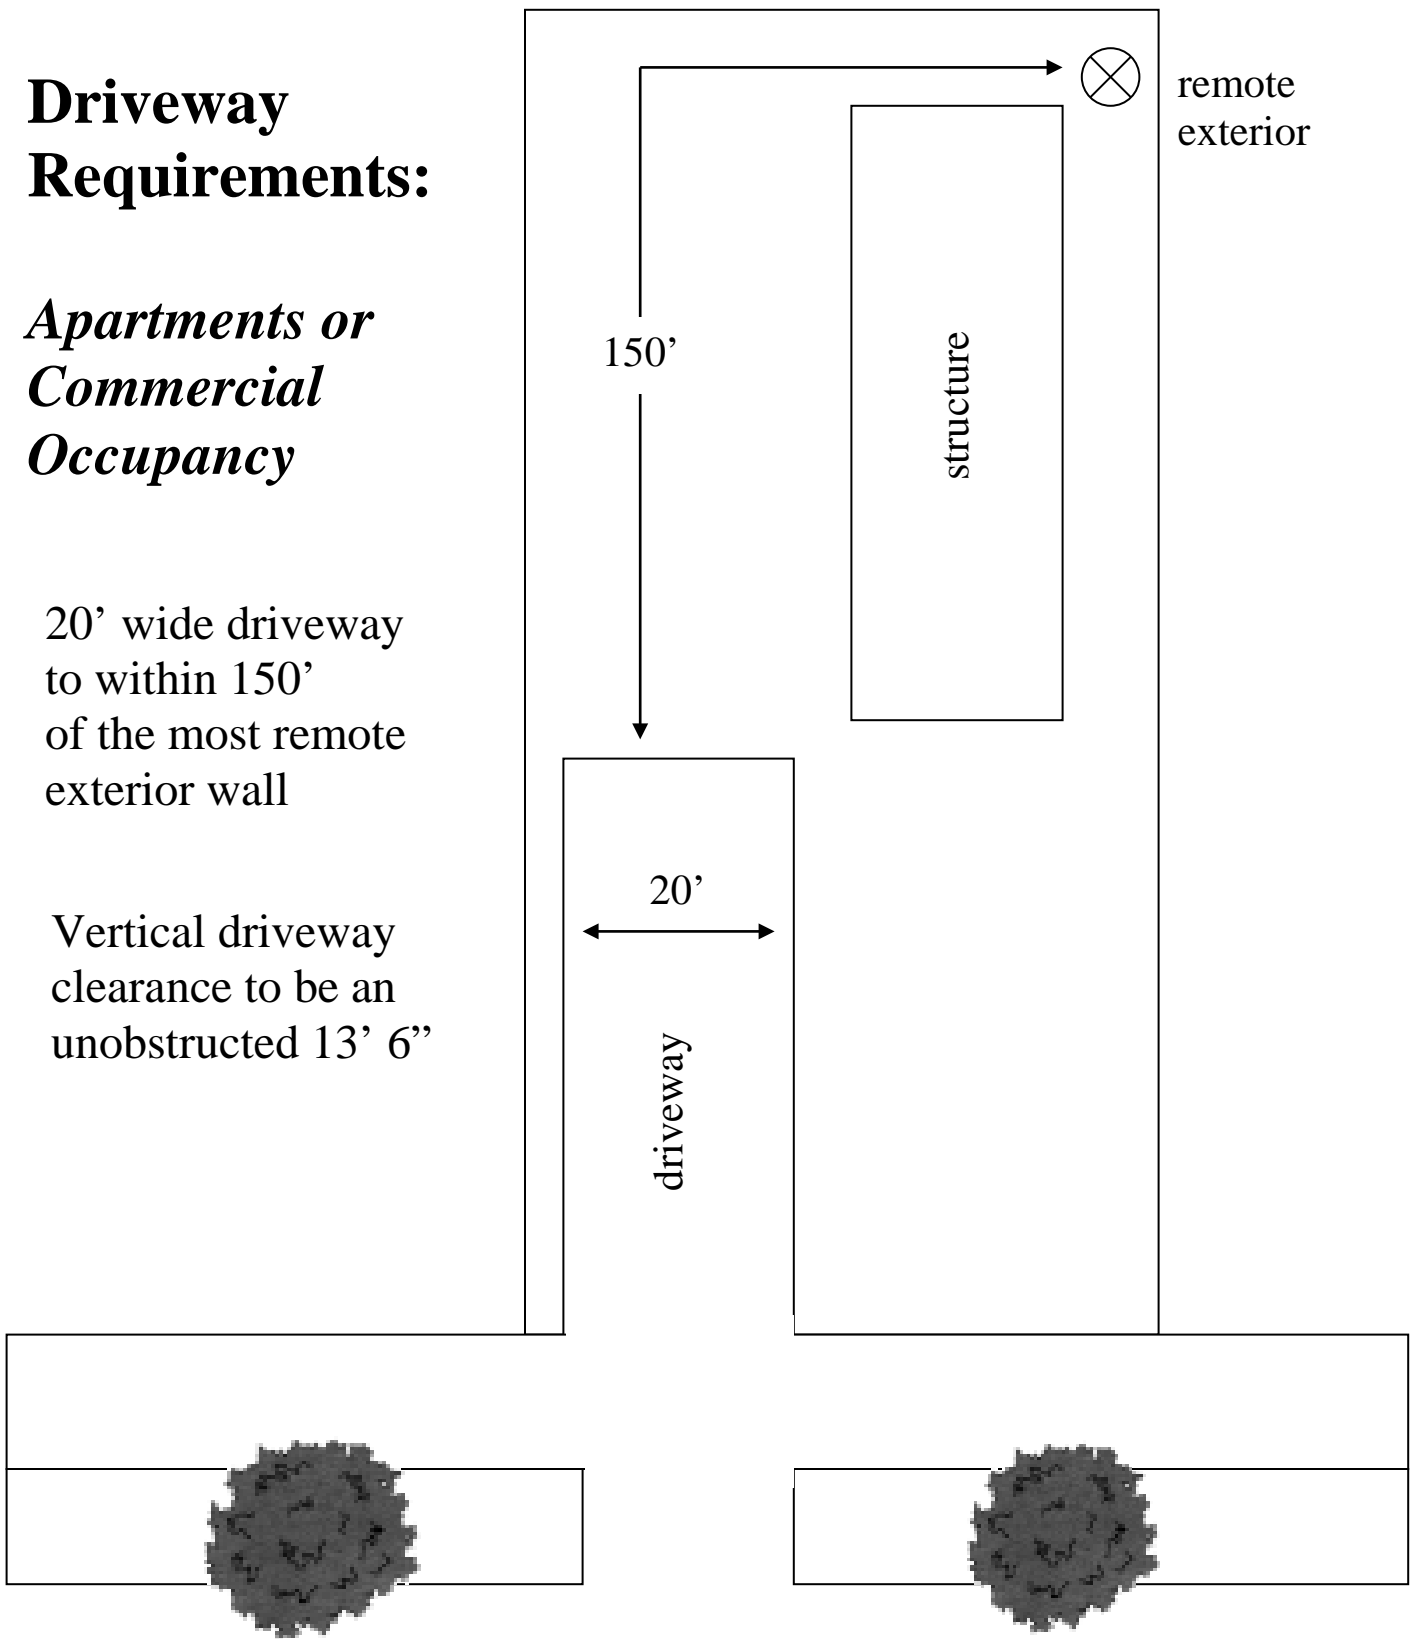 Driveway
Requirements:
Apartments or
Commercial
Occupancy
20’ wide driveway
to within 150’
of the most remote
exterior wall
Vertical driveway
clearance to be an
unobstructed 13’ 6”
remote
exterior
150’
structure
20’
driveway